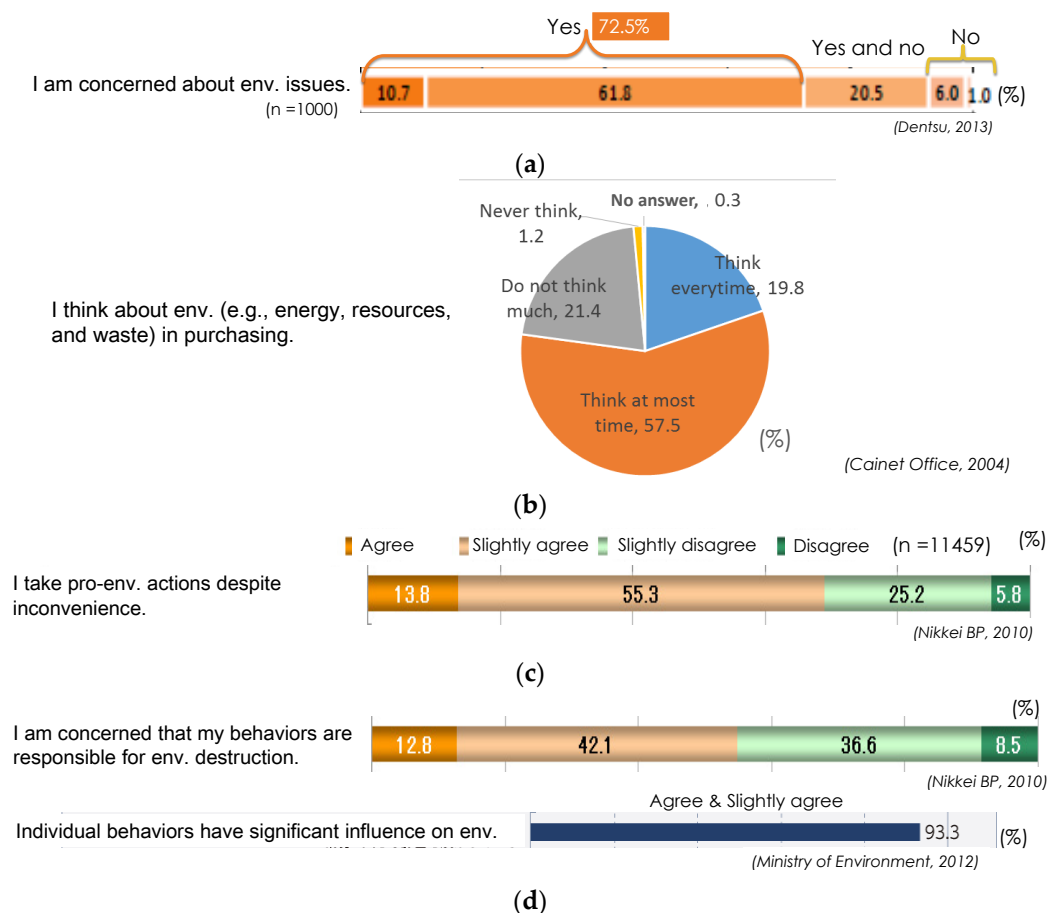 Yes 72.5%
Yes and no
No
I am concerned about env. issues.
(n =1000)
10.7 61.8 20.5 6.0 1.0 (%)
(Dentsu, 2013)
(a)
No answer, . 0.3
Never think,
1.2
Think
everytime, 19.8
Do not think
much, 21.4
I think about env. (e.g., energy, resources,
and waste) in purchasing.
Think at most
time, 57.5
(%)
(Cainet Office, 2004)
(b)
Agree Slightly agree Slightly disagree Disagree (n =11459) (%)
I take pro-env. actions despite
inconvenience.
13.8 55.3 25.2 5.8
(Nikkei BP, 2010)
(c)
(%)
I am concerned that my behaviors are
responsible for env. destruction.
12.8 42.1 36.6 8.5
(Nikkei BP, 2010)
Agree & Slightly agree
Individual behaviors have significant influence on env.
93.3 (%)
(Ministry of Environment, 2012)
(d)